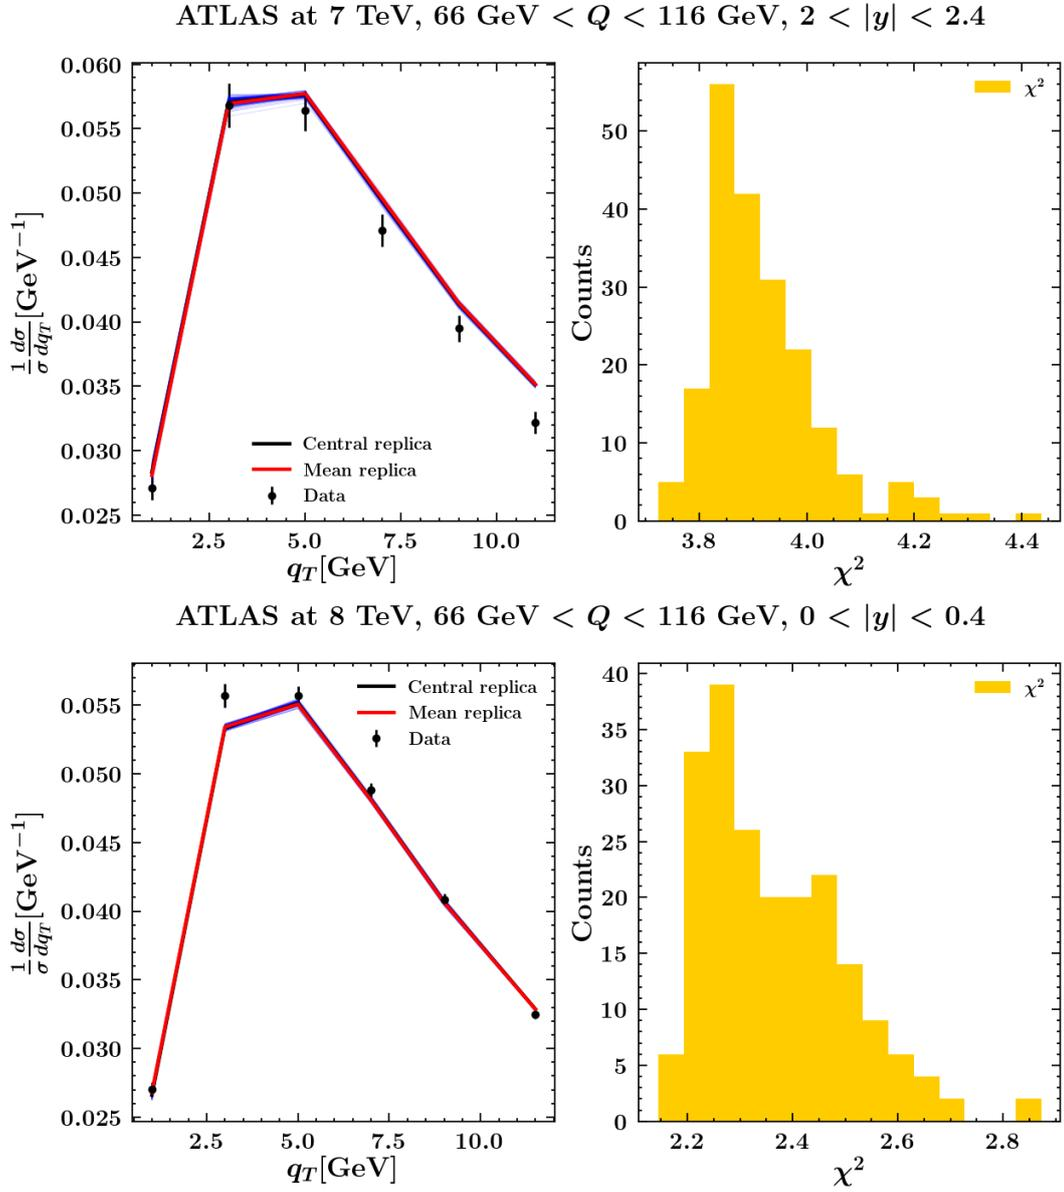 ATLAS at 7 TeV, 66 GeV < Q < 116 GeV, 2 < |y| < 2.4
0.060
0.055
0.050
0.045
0.040
0.035
0.030
0.025
1/σ dσ/dq_T [GeV⁻¹]
Central replica
Mean replica
Data
2.5 5.0 7.5 10.0
q_T [GeV]
χ²
50
40
30
20
10
0
Counts
3.8 4.0 4.2 4.4
χ²
ATLAS at 8 TeV, 66 GeV < Q < 116 GeV, 0 < |y| < 0.4
Central replica
Mean replica
Data
0.055
0.050
0.045
0.040
0.035
0.030
0.025
1/σ dσ/dq_T [GeV⁻¹]
2.5 5.0 7.5 10.0
q_T [GeV]
χ²
40
35
30
25
20
15
10
5
0
Counts
2.2 2.4 2.6 2.8
χ²